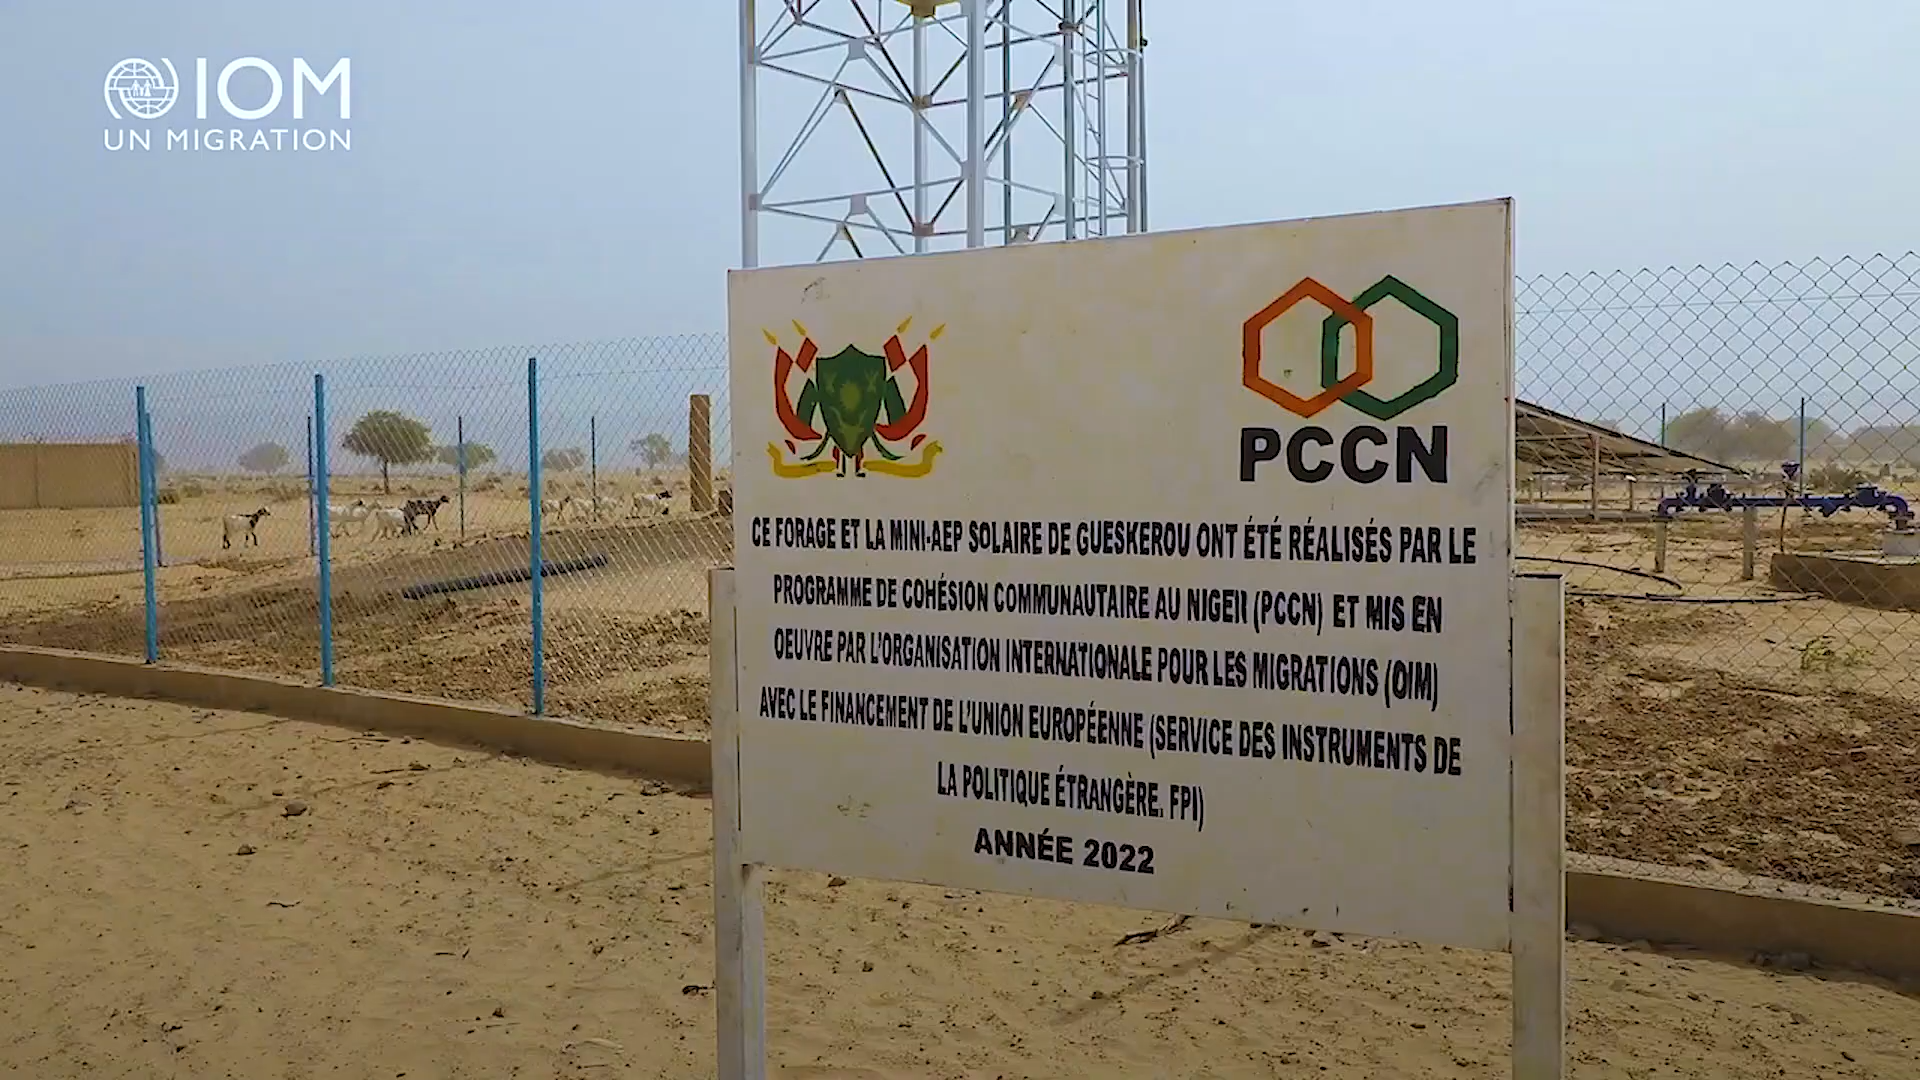 IOM
UN MIGRATION
PCCN
CE FORAGE ET LA MINI-AEP SOLAIRE DE GUESKEROU ONT ÉTÉ RÉALISÉS PAR LE
PROGRAMME DE COHÉSION COMMUNAUTAIRE AU NIGER (PCCN) ET MIS EN
OEUVRE PAR L'ORGANISATION INTERNATIONALE POUR LES MIGRATIONS (OIM)
AVEC LE FINANCEMENT DE L'UNION EUROPÉENNE (SERVICE DES INSTRUMENTS DE
LA POLITIQUE ÉTRANGÈRE. FPI)
ANNÉE 2022